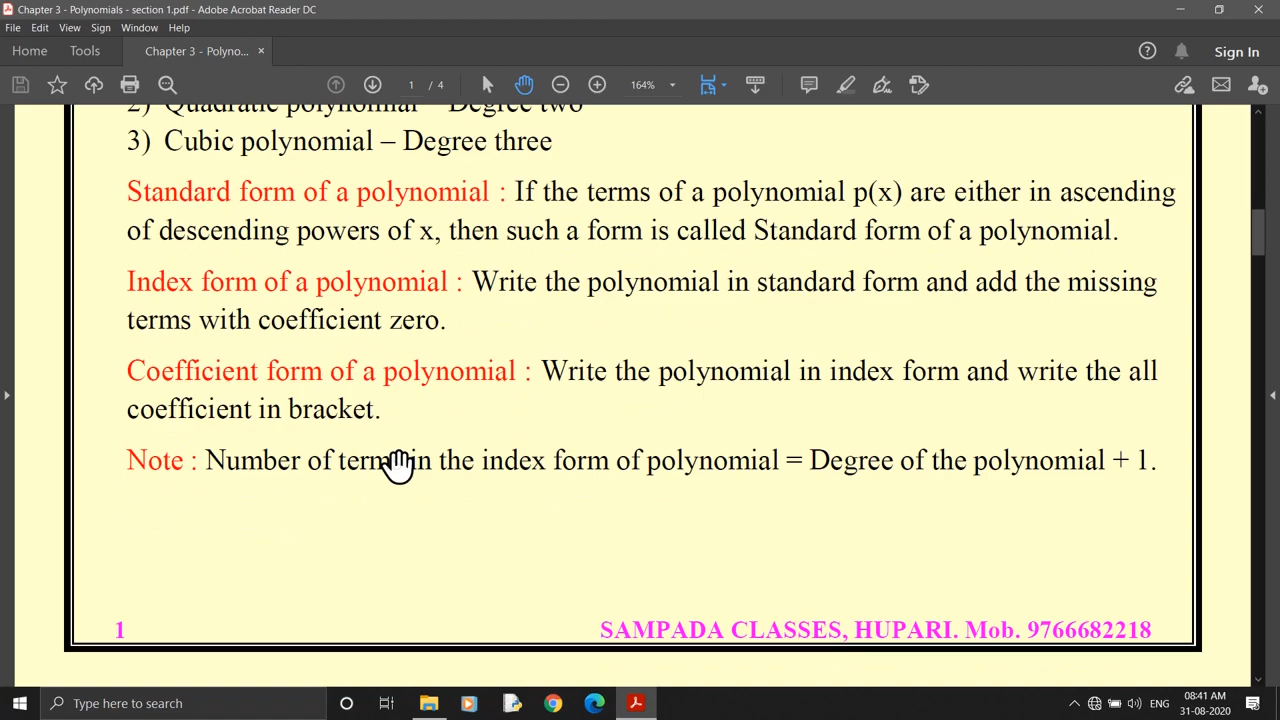 Chapter 3 - Polynomials - section 1.pdf - Adobe Acrobat Reader DC
File Edit View Sign Window Help
Home Tools Chapter 3 - Polyno... × Sign In
1 / 4 164%
2) Quadratic polynomial – Degree two
3) Cubic polynomial – Degree three
Standard form of a polynomial : If the terms of a polynomial p(x) are either in ascending
of descending powers of x, then such a form is called Standard form of a polynomial.
Index form of a polynomial : Write the polynomial in standard form and add the missing
terms with coefficient zero.
Coefficient form of a polynomial : Write the polynomial in index form and write the all
coefficient in bracket.
Note : Number of terms in the index form of polynomial = Degree of the polynomial + 1.
1 SAMPADA CLASSES, HUPARI. Mob. 9766682218
Type here to search
ENG 08:41 AM
31-08-2020